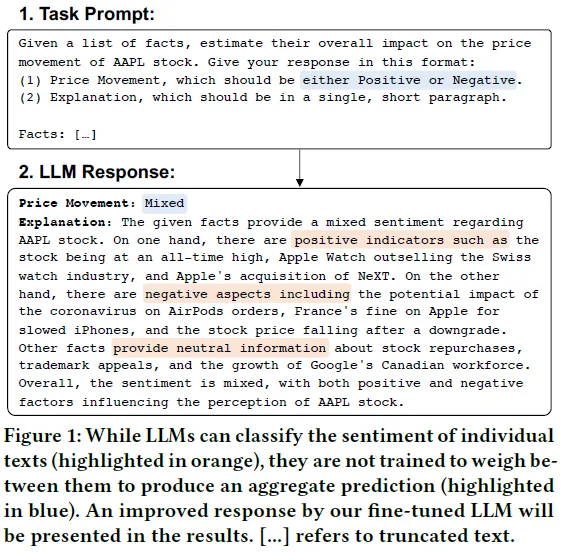 1. Task Prompt:
Given a list of facts, estimate their overall impact on the price
movement of AAPL stock. Give your response in this format:
(1) Price Movement, which should be either Positive or Negative.
(2) Explanation, which should be in a single, short paragraph.
Facts: […]
2. LLM Response:
Price Movement: Mixed
Explanation: The given facts provide a mixed sentiment regarding
AAPL stock. On one hand, there are positive indicators such as the
stock being at an all-time high, Apple Watch outselling the Swiss
watch industry, and Apple's acquisition of NeXT. On the other
hand, there are negative aspects including the potential impact of
the coronavirus on AirPods orders, France's fine on Apple for
slowed iPhones, and the stock price falling after a downgrade.
Other facts provide neutral information about stock repurchases,
trademark appeals, and the growth of Google's Canadian workforce.
Overall, the sentiment is mixed, with both positive and negative
factors influencing the perception of AAPL stock.
Figure 1: While LLMs can classify the sentiment of individual
texts (highlighted in orange), they are not trained to weigh be-
tween them to produce an aggregate prediction (highlighted
in blue). An improved response by our fine-tuned LLM will
be presented in the results. […] refers to truncated text.